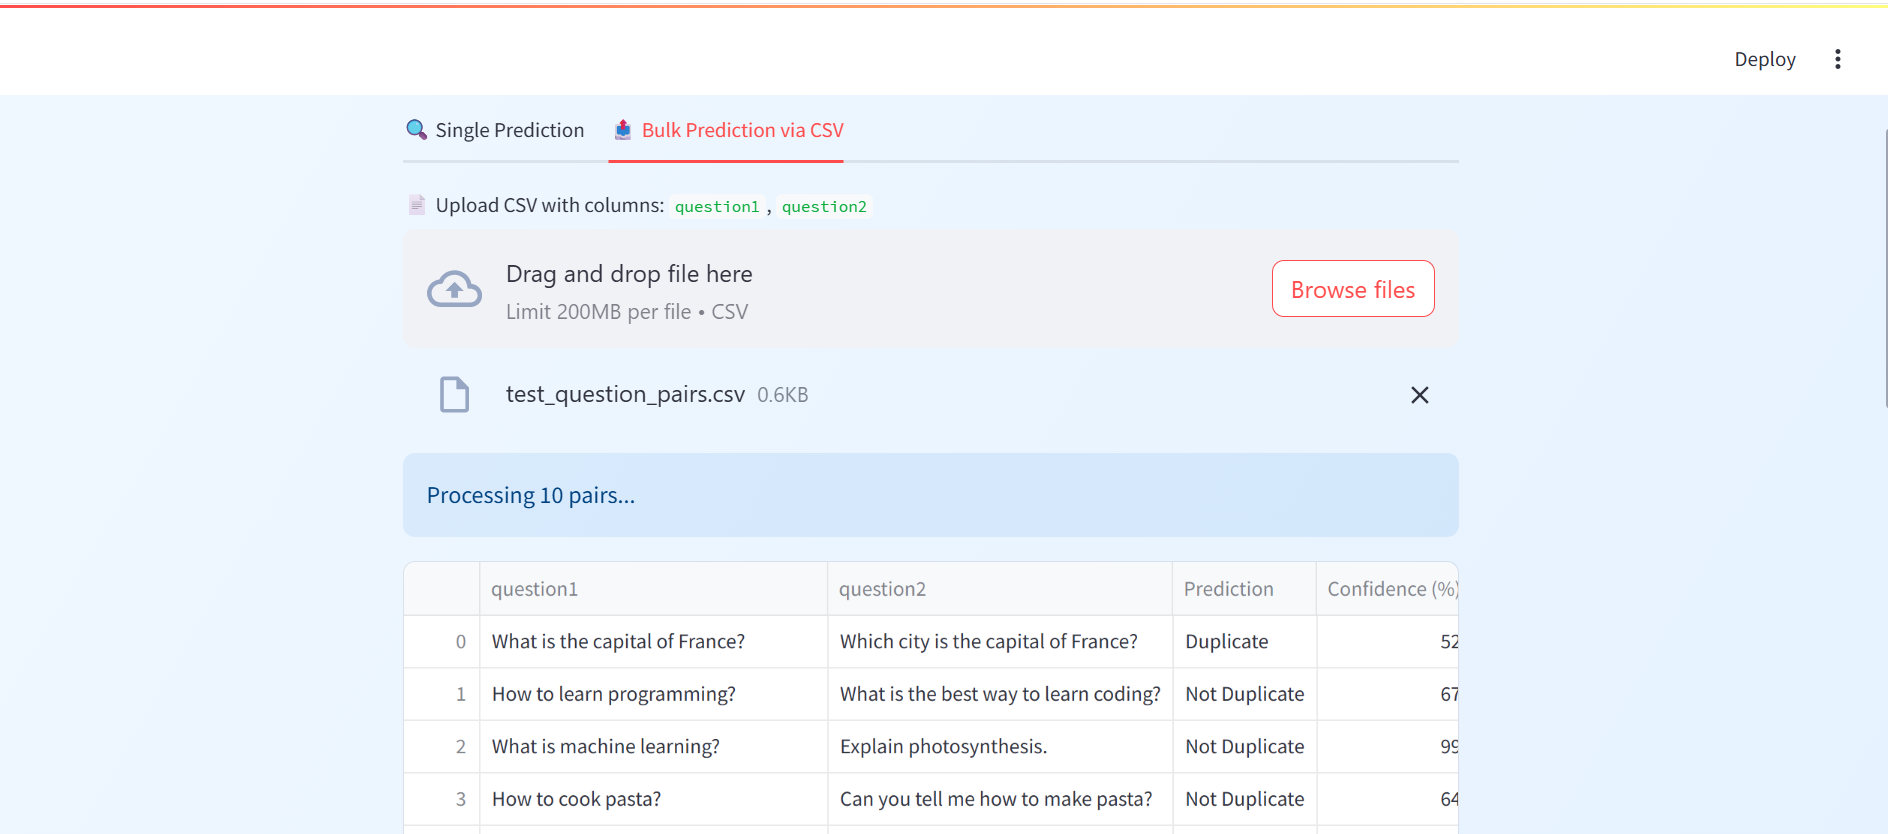 Deploy
Single Prediction Bulk Prediction via CSV
Upload CSV with columns: question1 , question2
Drag and drop file here
Limit 200MB per file • CSV
Browse files
test_question_pairs.csv 0.6KB
Processing 10 pairs...
question1 question2 Prediction Confidence (%)
0 What is the capital of France? Which city is the capital of France? Duplicate 52
1 How to learn programming? What is the best way to learn coding? Not Duplicate 67
2 What is machine learning? Explain photosynthesis. Not Duplicate 99
3 How to cook pasta? Can you tell me how to make pasta? Not Duplicate 64